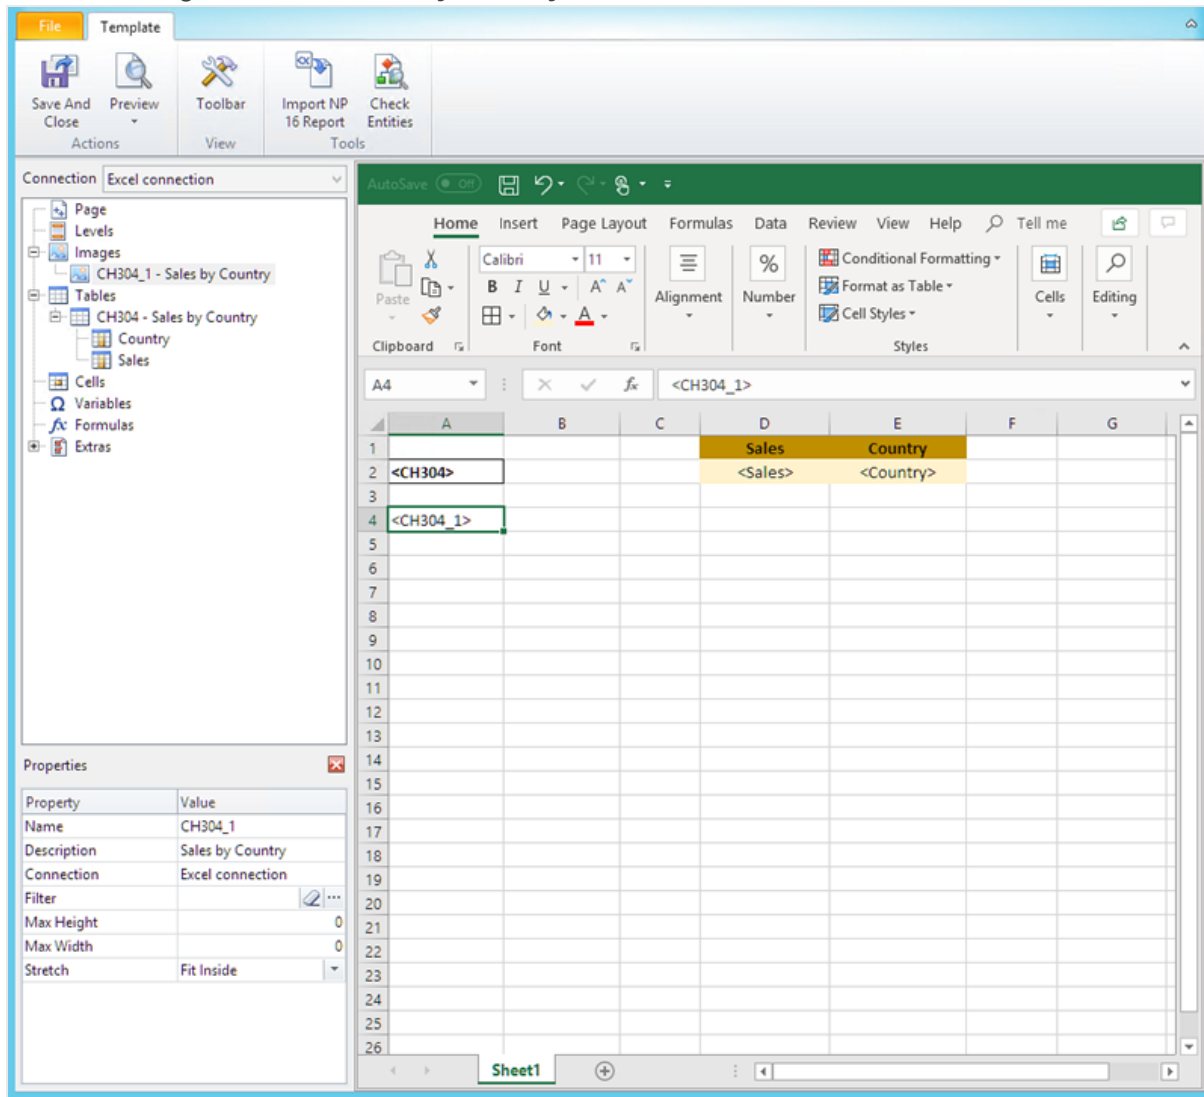 File Template
Save And Close
Preview
Toolbar
Import NP 16 Report
Check Entities
Actions
View
Tools
Connection Excel connection
Page
Levels
Images
CH304_1 - Sales by Country
Tables
CH304 - Sales by Country
Country
Sales
Cells
Variables
Formulas
Extras
Properties
Property Value
Name CH304_1
Description Sales by Country
Connection Excel connection
Filter
Max Height 0
Max Width 0
Stretch Fit Inside
AutoSave Off
Home Insert Page Layout Formulas Data Review View Help Tell me
Paste
Calibri 11
B I U A A
A
Alignment
%
Number
Conditional Formatting
Format as Table
Cell Styles
Cells
Editing
Clipboard Font Styles
A4 fx <CH304_1>
A B C D E F G
1 Sales Country
2 <CH304> <Sales> <Country>
3
4 <CH304_1>
5
6
7
8
9
10
11
12
13
14
15
16
17
18
19
20
21
22
23
24
25
26
Sheet1